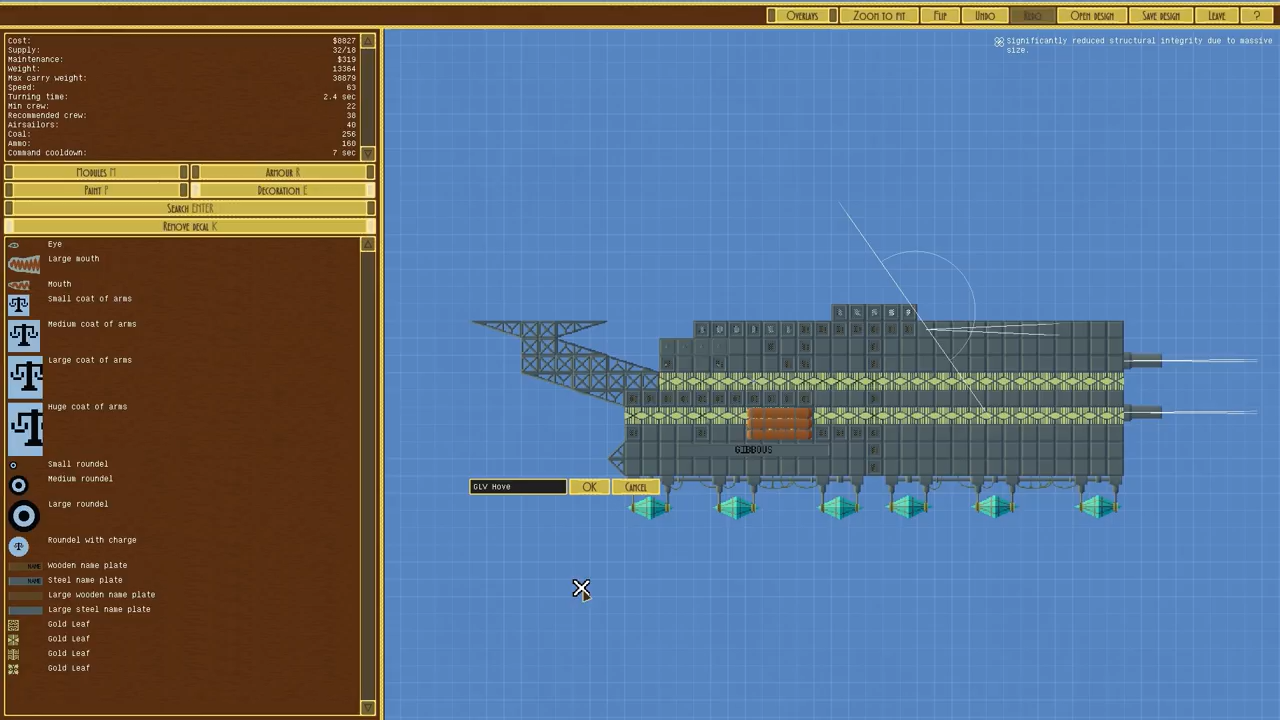 Overlays Zoom to fit Flip Undo Redo Open design Save design Leave ?
Cost: $8827
Supply: 32/18
Maintenance: $319
Weight: 13364
Max carry weight: 38879
Speed: 63
Turning time: 2.4 sec
Min crew: 22
Recommended crew: 38
Airsailors: 40
Coal: 256
Ammo: 160
Command cooldown: 7 sec
Significantly reduced structural integrity due to massive
size.
Modules M Armour R
Paint P Decoration E
Search ENTER
Remove decal K
Eye
Large mouth
Mouth
Small coat of arms
Medium coat of arms
Large coat of arms
Huge coat of arms
Small roundel
Medium roundel
Large roundel
Roundel with charge
NAME Wooden name plate
NAME Steel name plate
Large wooden name plate
Large steel name plate
Gold Leaf
Gold Leaf
Gold Leaf
Gold Leaf
GIBBOUS
GLV Hove OK Cancel